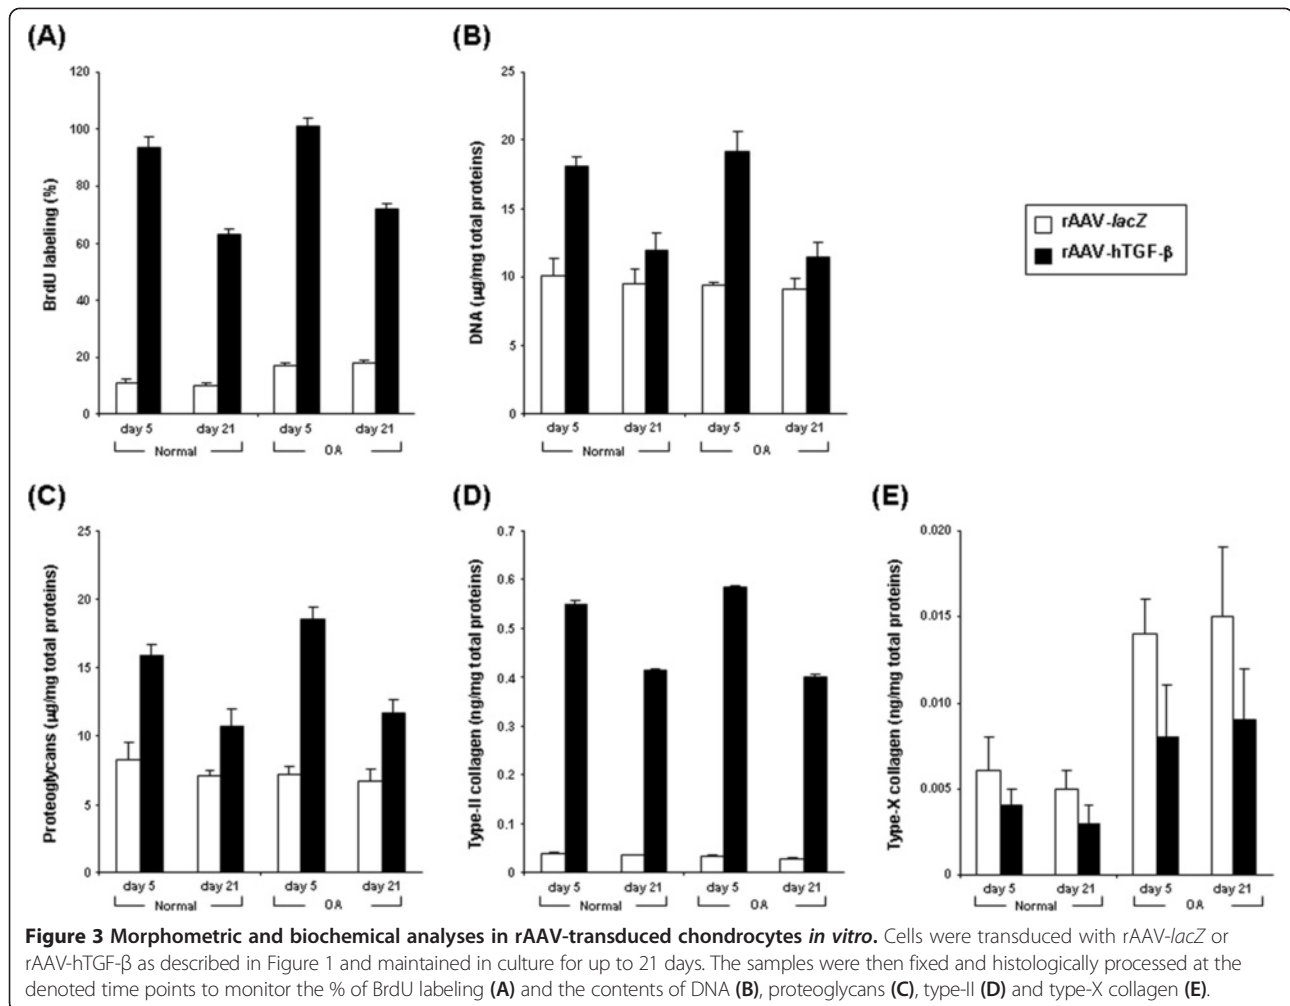 (A)
BrdU labeling (%)
120
100
80
60
40
20
0
day 5
day 21
day 5
day 21
Normal
OA
(B)
DNA (µg/mg total proteins)
25
20
15
10
5
0
day 5
day 21
day 5
day 21
Normal
OA
rAAV-lacZ
rAAV-hTGF-β
(C)
Proteoglycans (µg/mg total proteins)
25
20
15
10
5
0
day 5
day 21
day 5
day 21
Normal
OA
(D)
Type-II collagen (ng/mg total proteins)
0.7
0.6
0.5
0.4
0.3
0.2
0.1
0
day 5
day 21
day 5
day 21
Normal
OA
(E)
Type-X collagen (ng/mg total proteins)
0.020
0.015
0.010
0.005
0
day 5
day 21
day 5
day 21
Normal
OA
Figure 3 Morphometric and biochemical analyses in rAAV-transduced chondrocytes in vitro. Cells were transduced with rAAV-lacZ or
rAAV-hTGF-β as described in Figure 1 and maintained in culture for up to 21 days. The samples were then fixed and histologically processed at the
denoted time points to monitor the % of BrdU labeling (A) and the contents of DNA (B), proteoglycans (C), type-II (D) and type-X collagen (E).